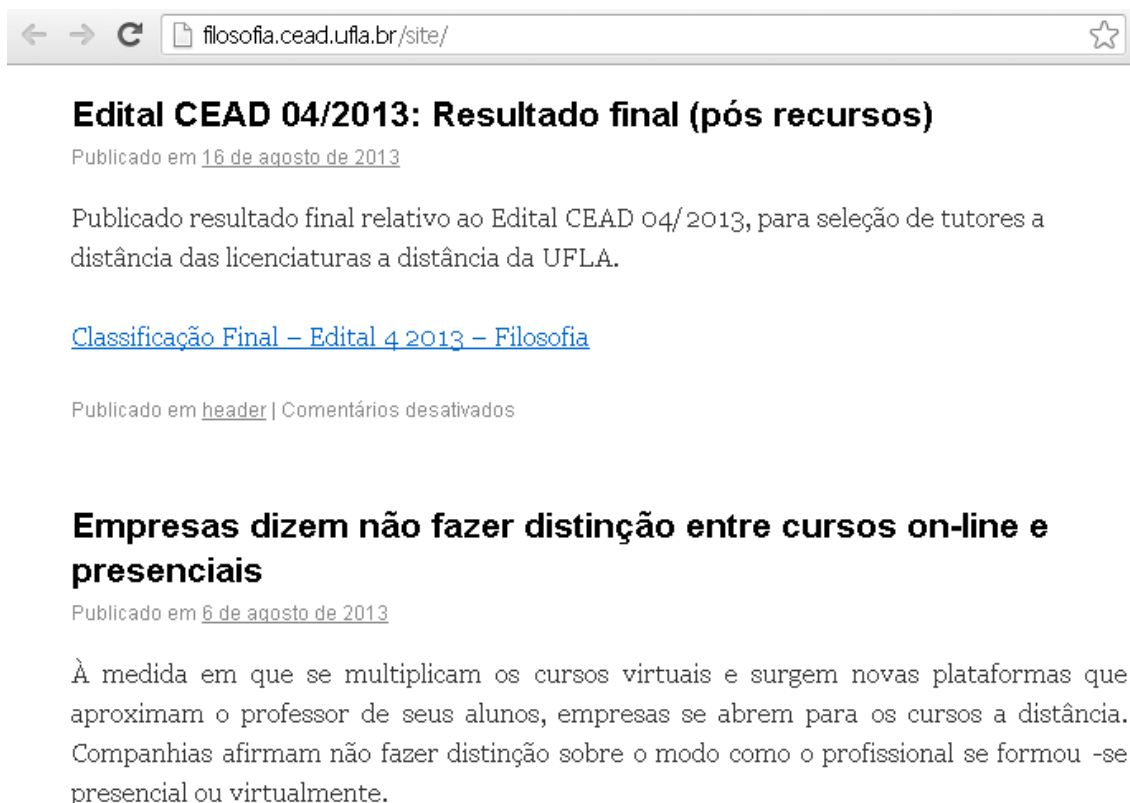 filosofia.cead.ufla.br/site/
Edital CEAD 04/2013: Resultado final (pós recursos)
Publicado em 16 de agosto de 2013
Publicado resultado final relativo ao Edital CEAD 04/2013, para seleção de tutores a
distância das licenciaturas a distância da UFLA.
Classificação Final – Edital 4 2013 – Filosofia
Publicado em header | Comentários desativados
Empresas dizem não fazer distinção entre cursos on-line e
presenciais
Publicado em 6 de agosto de 2013
À medida em que se multiplicam os cursos virtuais e surgem novas plataformas que
aproximam o professor de seus alunos, empresas se abrem para os cursos a distância.
Companhias afirmam não fazer distinção sobre o modo como o profissional se formou -se
presencial ou virtualmente.